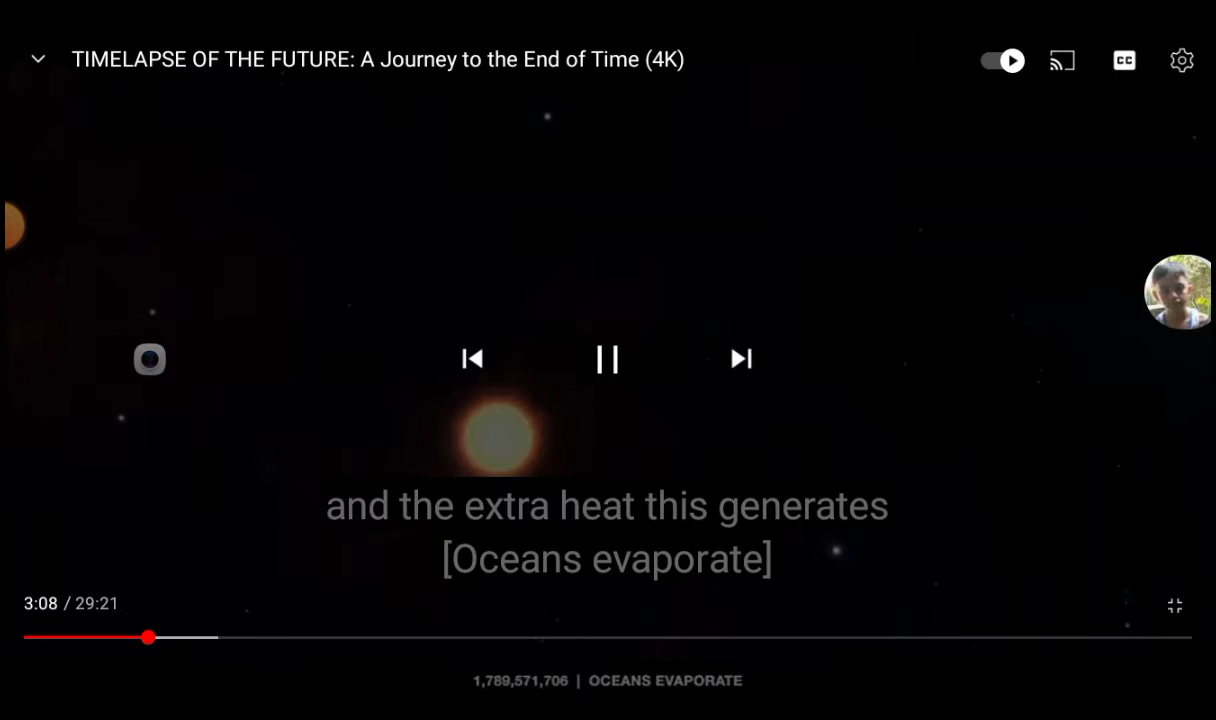 TIMELAPSE OF THE FUTURE: A Journey to the End of Time (4K)
CC
and the extra heat this generates
[Oceans evaporate]
3:08 / 29:21
1,789,571,706 | OCEANS EVAPORATE